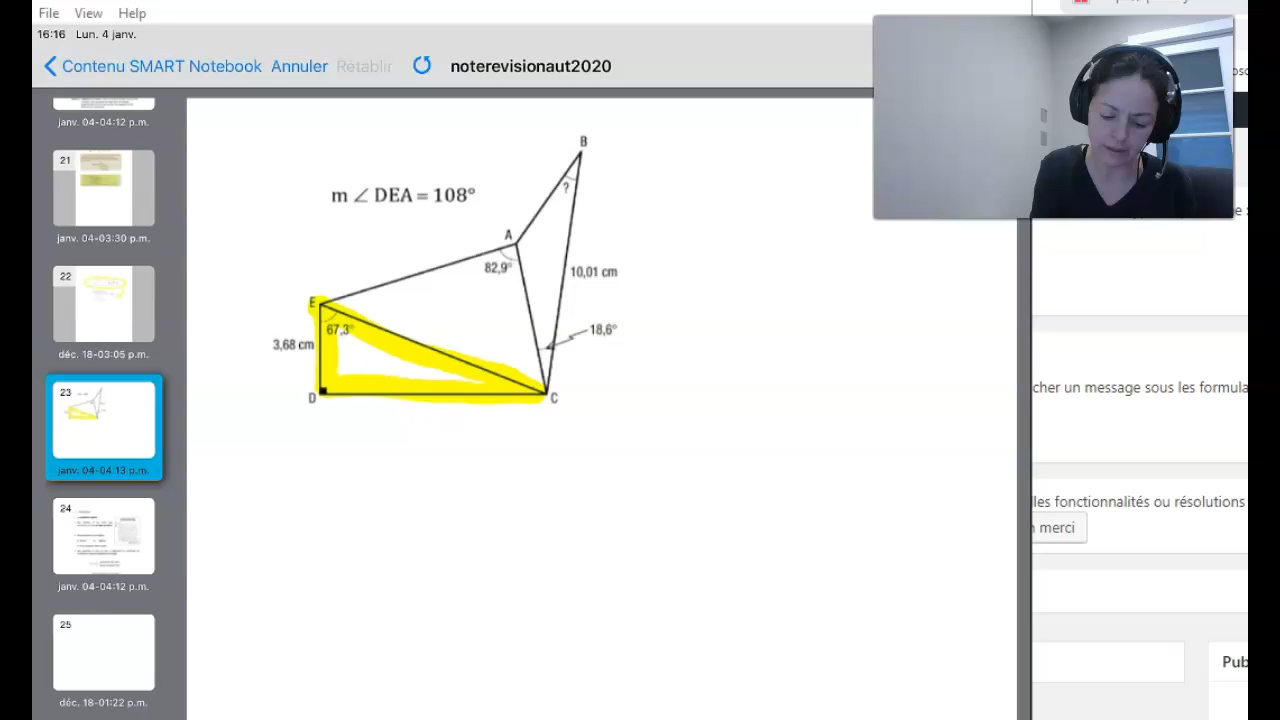 File View Help
16:16 Lun. 4 janv.
Contenu SMART Notebook Annuler Rétablir noterevisionaut2020
janv. 04-04:12 p.m.
21
janv. 04-03:30 p.m.
22
déc. 18-03:05 p.m.
23
janv. 04-04:13 p.m.
24
janv. 04-04:12 p.m.
25
déc. 18-01:22 p.m.
m ∠ DEA = 108°
B
?
A
82,9°
10,01 cm
E
67,3°
18,6°
3,68 cm
D
C
cher un message sous les formula
les fonctionnalités ou résolutions
merci
Pub